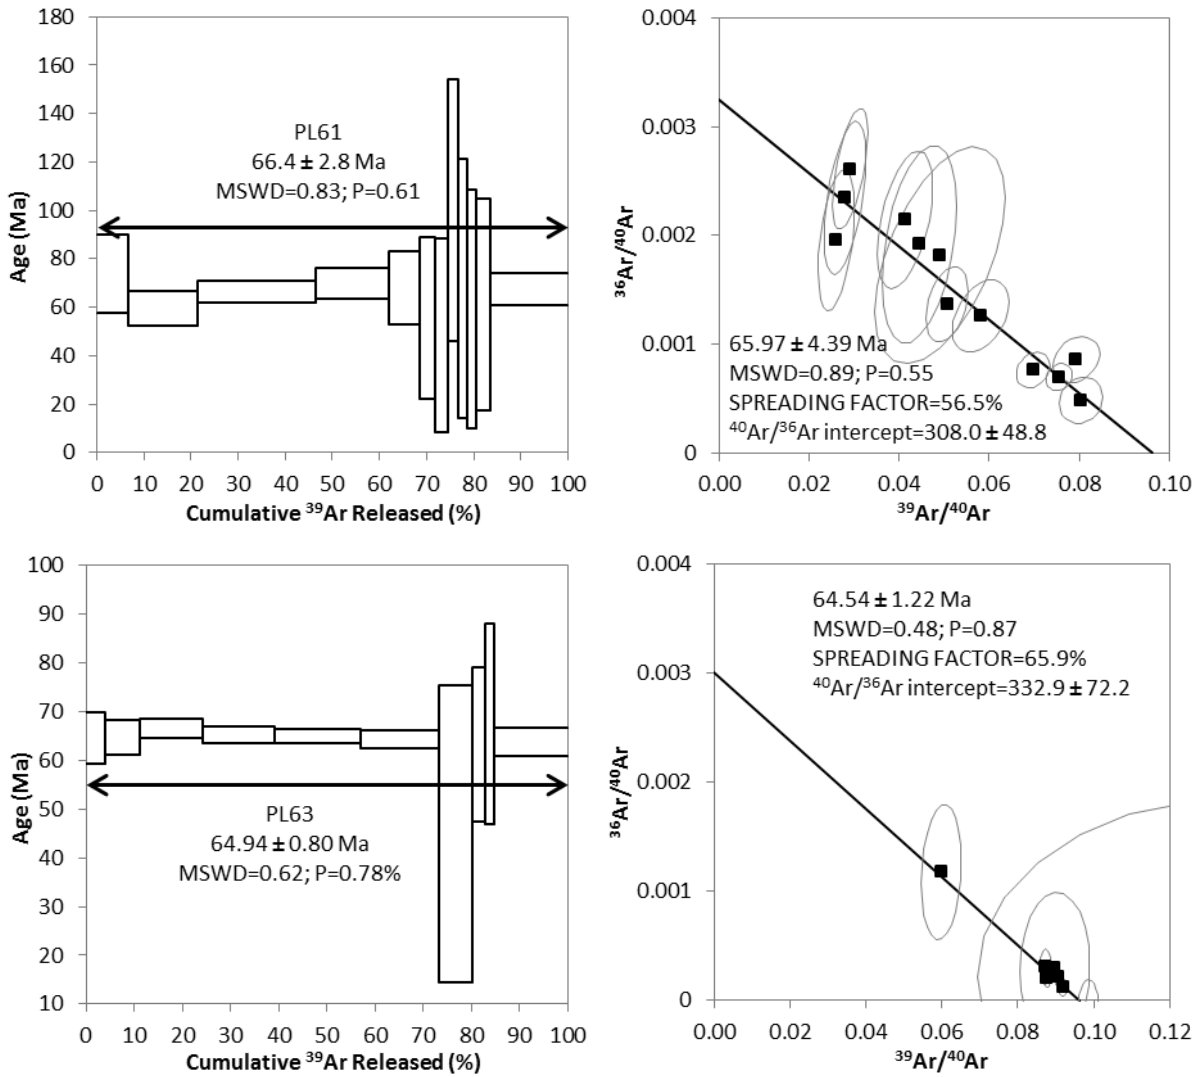 180
160
140
120
100
80
60
40
20
0
Age (Ma)
PL61
66.4 ± 2.8 Ma
MSWD=0.83; P=0.61
0 10 20 30 40 50 60 70 80 90 100
Cumulative ³⁹Ar Released (%)
0.004
0.003
0.002
0.001
0
³⁶Ar/⁴⁰Ar
65.97 ± 4.39 Ma
MSWD=0.89; P=0.55
SPREADING FACTOR=56.5%
⁴⁰Ar/³⁶Ar intercept=308.0 ± 48.8
0.00 0.02 0.04 0.06 0.08 0.10
³⁹Ar/⁴⁰Ar
100
90
80
70
60
50
40
30
20
10
Age (Ma)
PL63
64.94 ± 0.80 Ma
MSWD=0.62; P=0.78%
0 10 20 30 40 50 60 70 80 90 100
Cumulative ³⁹Ar Released (%)
0.004
0.003
0.002
0.001
0
³⁶Ar/⁴⁰Ar
64.54 ± 1.22 Ma
MSWD=0.48; P=0.87
SPREADING FACTOR=65.9%
⁴⁰Ar/³⁶Ar intercept=332.9 ± 72.2
0.00 0.02 0.04 0.06 0.08 0.10 0.12
³⁹Ar/⁴⁰Ar